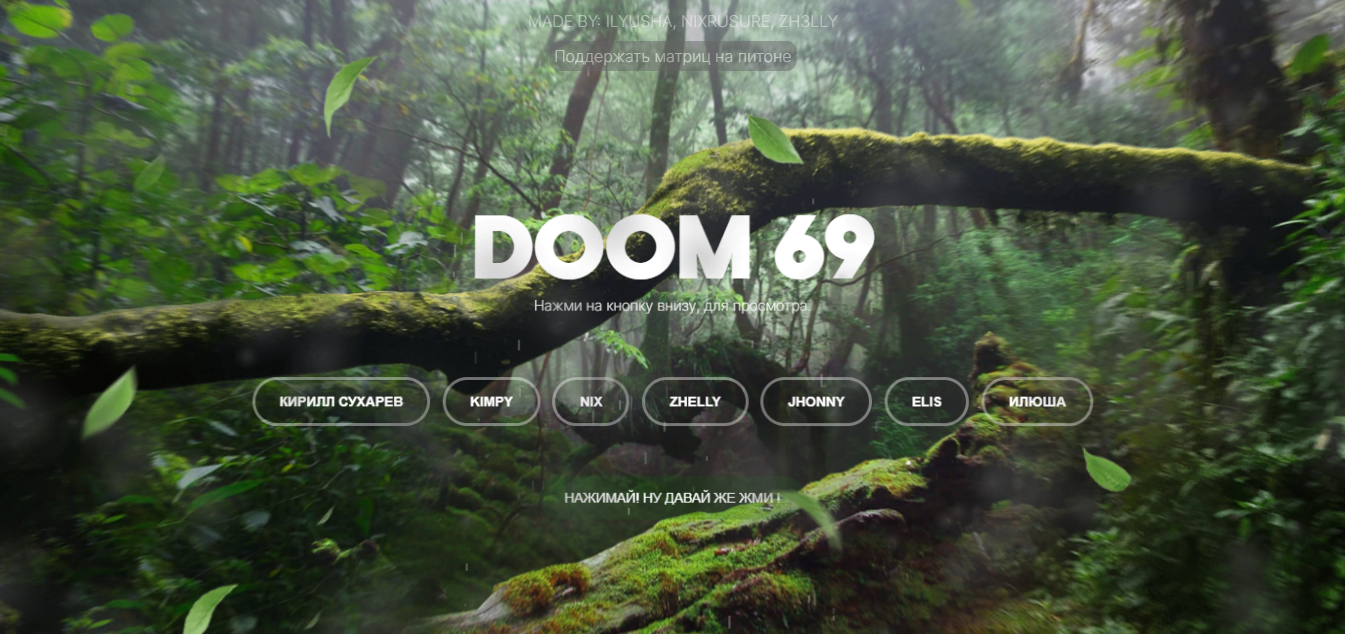 MADE BY: ILYUSHA, NIXRUSURE, ZH3LLY
Поддержать матриц на питоне
DOOM 69
Нажми на кнопку внизу, для просмотра.
КИРИЛЛ СУХАРЕВ KIMPY NIX ZHELLY JHONNY ELIS ИЛЮША
НАЖИМАЙ! НУ ДАВАЙ ЖЕ ЖМИ !